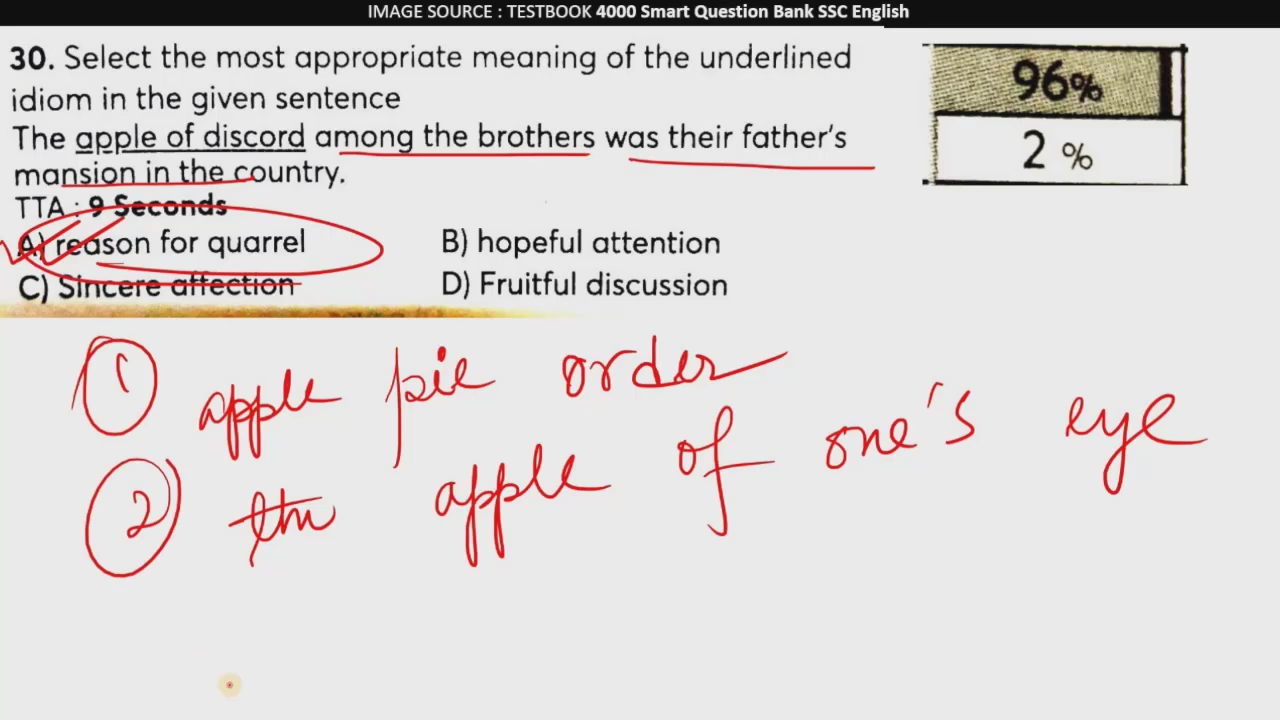 IMAGE SOURCE : TESTBOOK 4000 Smart Question Bank SSC English
30. Select the most appropriate meaning of the underlined
idiom in the given sentence
The apple of discord among the brothers was their father's
mansion in the country.
TTA : 9 Seconds
A) reason for quarrel B) hopeful attention
C) Sincere affection D) Fruitful discussion
96%
2 %
1 apple pie order
2 the apple of one's eye